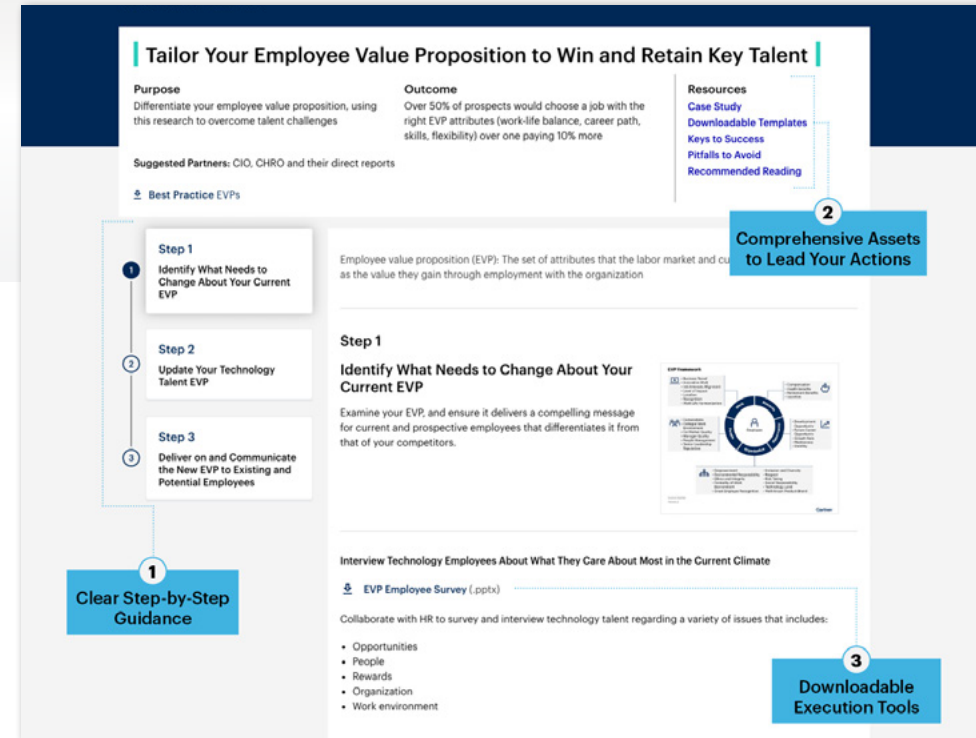 Tailor Your Employee Value Proposition to Win and Retain Key Talent
Purpose
Differentiate your employee value proposition, using
this research to overcome talent challenges
Suggested Partners: CIO, CHRO and their direct reports
Best Practice EVPs
Outcome
Over 50% of prospects would choose a job with the
right EVP attributes (work-life balance, career path,
skills, flexibility) over one paying 10% more
Resources
Case Study
Downloadable Templates
Keys to Success
Pitfalls to Avoid
Recommended Reading
2
Comprehensive Assets
to Lead Your Actions
1
Step 1
Identify What Needs to
Change About Your Current
EVP
2
Step 2
Update Your Technology
Talent EVP
3
Step 3
Deliver on and Communicate
the New EVP to Existing and
Potential Employees
1
Clear Step-by-Step
Guidance
Employee value proposition (EVP): The set of attributes that the labor market and cu
as the value they gain through employment with the organization
Step 1
Identify What Needs to Change About Your
Current EVP
Examine your EVP, and ensure it delivers a compelling message
for current and prospective employees that differentiates it from
that of your competitors.
EVP Framework
Gartner
Interview Technology Employees About What They Care About Most in the Current Climate
EVP Employee Survey (.pptx)
Collaborate with HR to survey and interview technology talent regarding a variety of issues that includes:
• Opportunities
• People
• Rewards
• Organization
• Work environment
3
Downloadable
Execution Tools